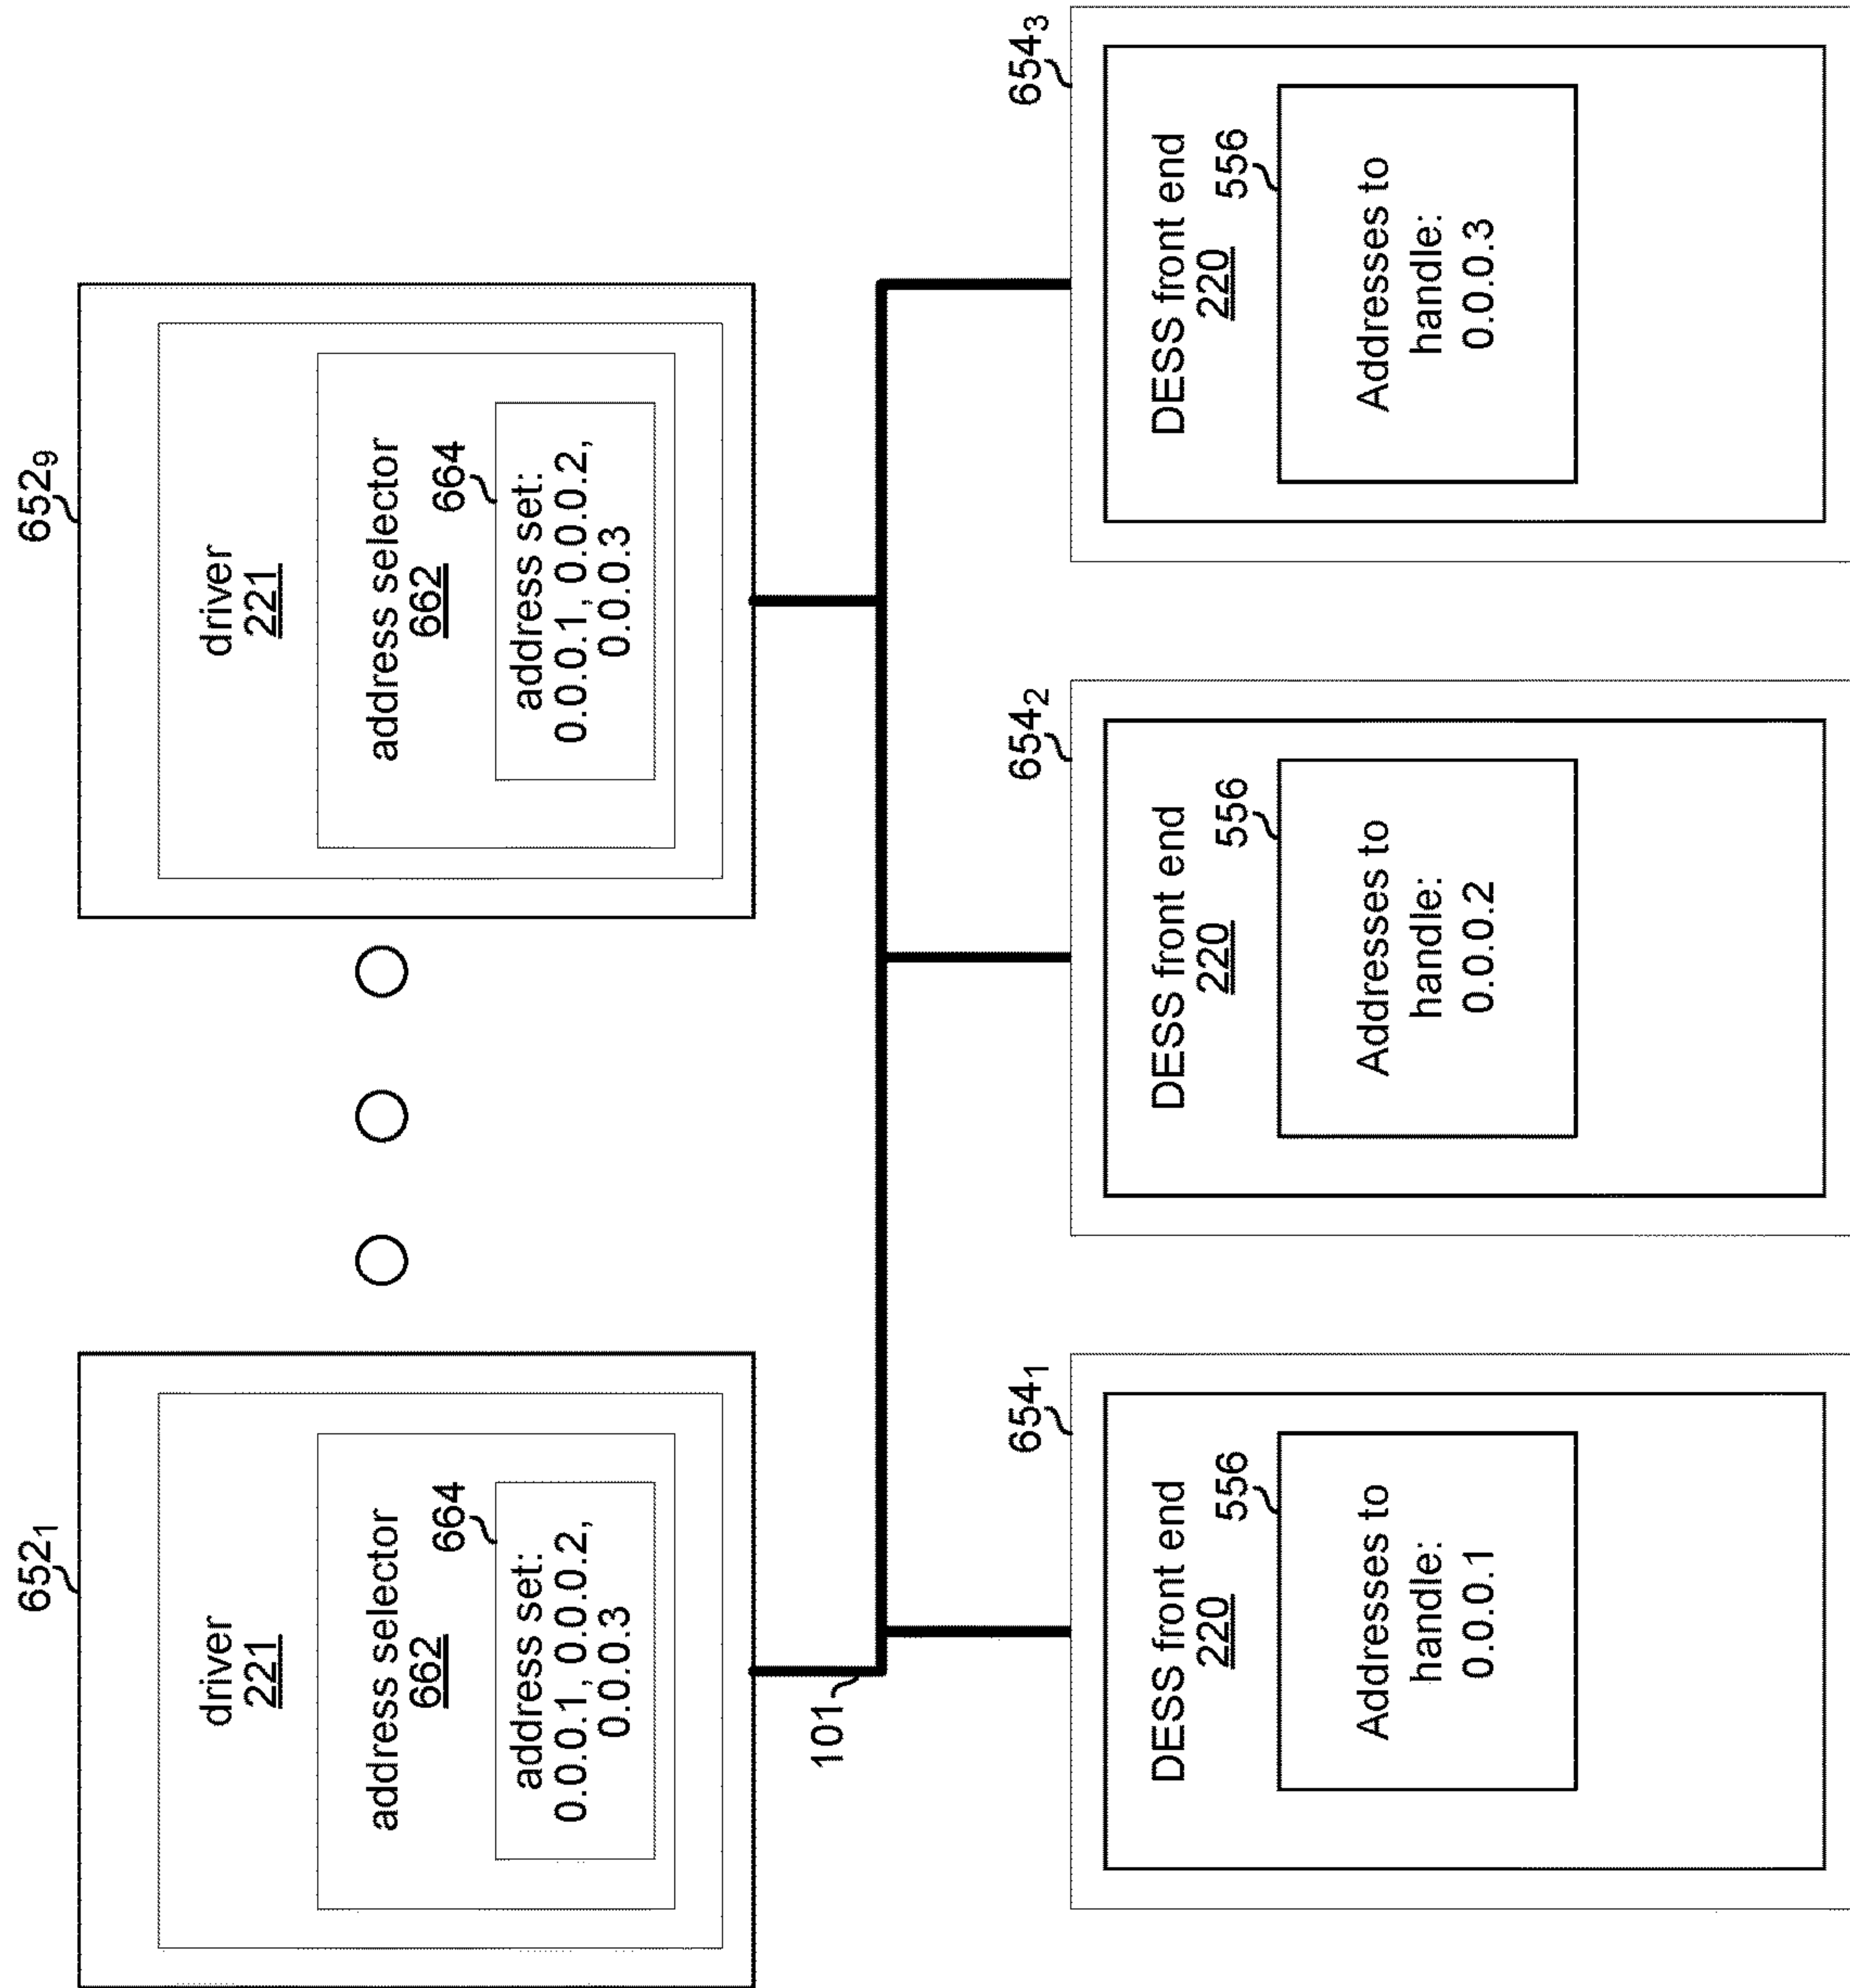 652₁
driver
221
address selector
662
664
address set:
0.0.0.1, 0.0.0.2,
0.0.0.3
652₉
driver
221
address selector
662
664
address set:
0.0.0.1, 0.0.0.2,
0.0.0.3
101
654₁
DESS front end
220
556
Addresses to
handle:
0.0.0.1
654₂
DESS front end
220
556
Addresses to
handle:
0.0.0.2
654₃
DESS front end
220
556
Addresses to
handle:
0.0.0.3